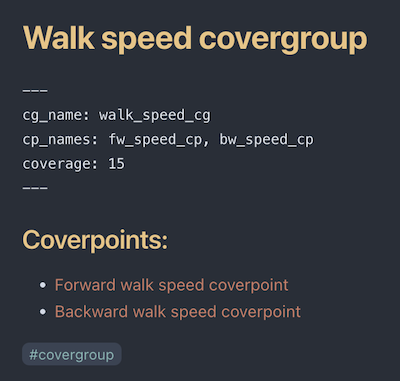 Walk speed covergroup
---
cg_name: walk_speed_cg
cp_names: fw_speed_cp, bw_speed_cp
coverage: 15
---
Coverpoints:
• Forward walk speed coverpoint
• Backward walk speed coverpoint
#covergroup